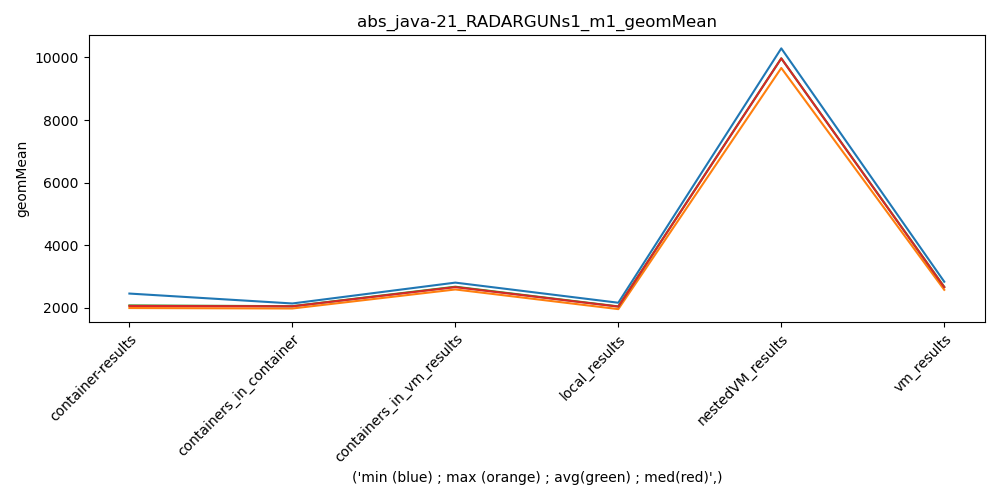 abs_java-21_RADARGUNs1_m1_geomMean
geomMean
10000
8000
6000
4000
2000
container-results
containers_in_container
containers_in_vm_results
local_results
nestedVM_results
vm_results
('min (blue) ; max (orange) ; avg(green) ; med(red)',)